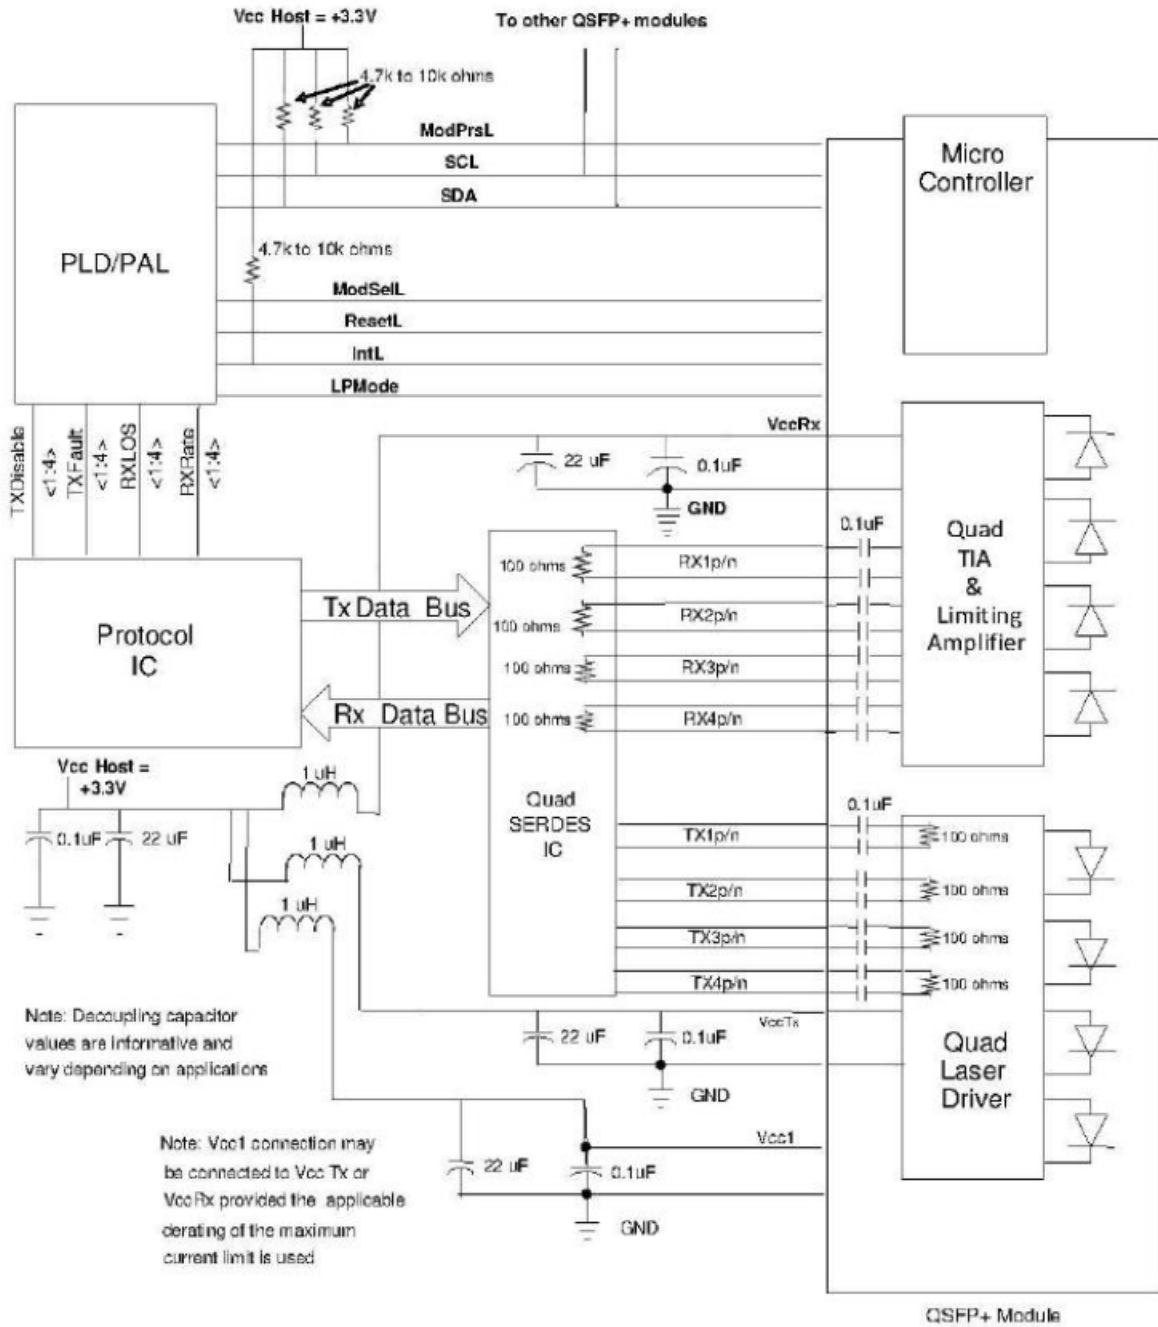 Vcc Host = +3.3V
To other QSFP+ modules
4.7k to 10k ohms
ModPrsL
SCL
SDA
Micro
Controller
PLD/PAL
4.7k to 10k ohms
ModSelL
ResetL
IntL
LPMode
TXDisable
<1:4>
TXFault
<1:4>
RXLOS
<1:4>
RXRate
<1:4>
VccRx
22 uF
0.1uF
GND
0.1uF
Quad
TIA
&
Limiting
Amplifier
100 ohms
RX1p/n
100 ohms
RX2p/n
100 ohms
RX3p/n
100 ohms
RX4p/n
Tx Data Bus
Protocol
IC
Rx Data Bus
Vcc Host =
+3.3V
1 uH
0.1uF
22 uF
1 uH
1 uH
Quad
SERDES
IC
0.1uF
TX1p/n
100 ohms
TX2p/n
100 ohms
TX3p/n
100 ohms
TX4p/n
100 ohms
Note: Decoupling capacitor
values are informative and
vary depending on applications
VccTx
22 uF
0.1uF
GND
Quad
Laser
Driver
Note: Vcc1 connection may
be connected to Vcc Tx or
VccRx provided the applicable
derating of the maximum
current limit is used
Vcc1
22 uF
0.1uF
GND
QSFP+ Module